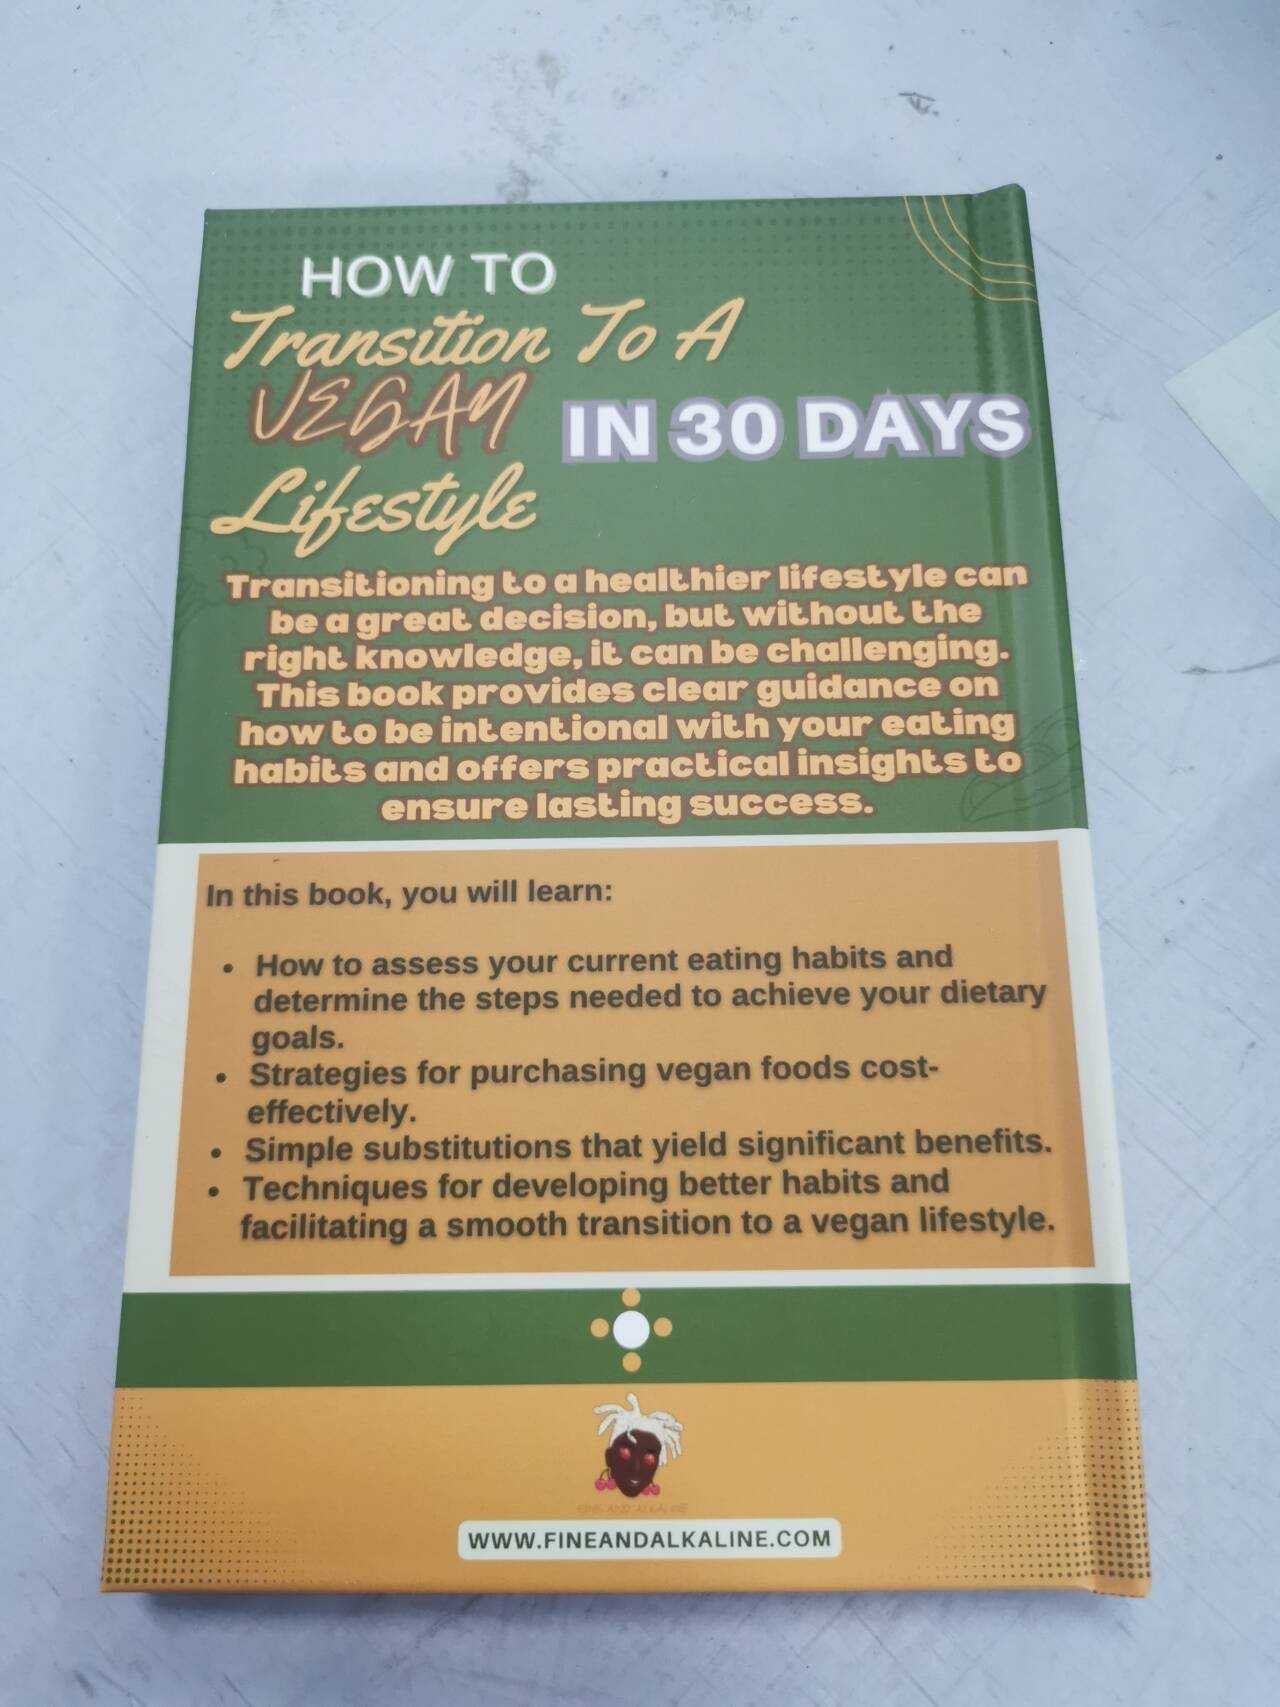 HOW TO
Transition To A
VEGAN
IN 30 DAYS
Lifestyle
Transitioning to a healthier lifestyle can
be a great decision, but without the
right knowledge, it can be challenging.
This book provides clear guidance on
how to be intentional with your eating
habits and offers practical insights to
ensure lasting success.
In this book, you will learn:
• How to assess your current eating habits and
determine the steps needed to achieve your dietary
goals.
• Strategies for purchasing vegan foods cost-
effectively.
• Simple substitutions that yield significant benefits.
• Techniques for developing better habits and
facilitating a smooth transition to a vegan lifestyle.
FINE AND ALKALINE
WWW.FINEANDALKALINE.COM